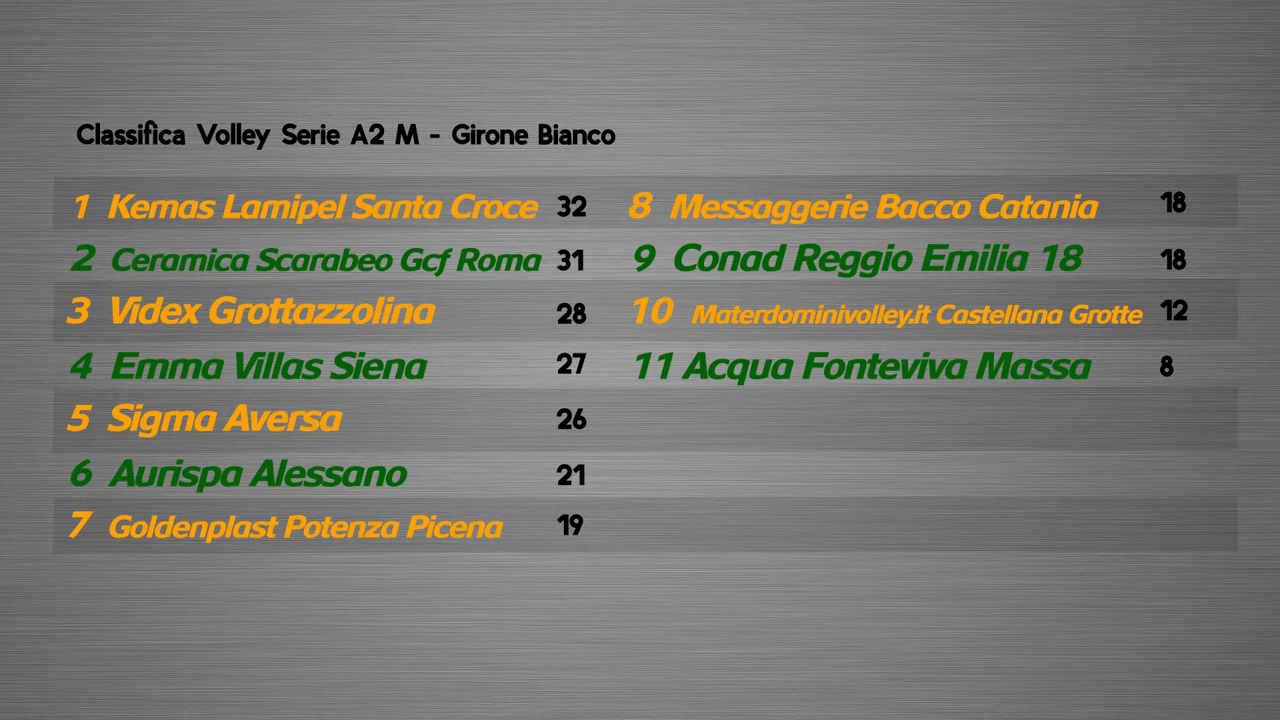 Classifica Volley Serie A2 M - Girone Bianco
1 Kemas Lamipel Santa Croce 32
2 Ceramica Scarabeo Gcf Roma 31
3 Videx Grottazzolina 28
4 Emma Villas Siena 27
5 Sigma Aversa 26
6 Aurispa Alessano 21
7 Goldenplast Potenza Picena 19
8 Messaggerie Bacco Catania 18
9 Conad Reggio Emilia 18 18
10 Materdominivolley.it Castellana Grotte 12
11 Acqua Fonteviva Massa 8